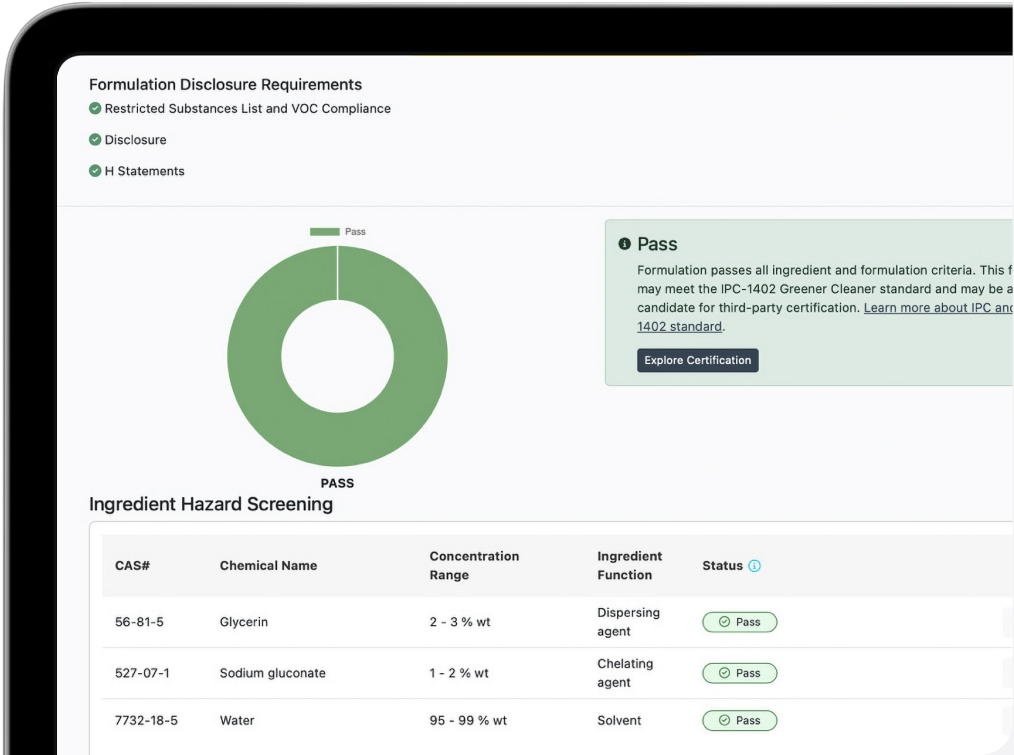 Formulation Disclosure Requirements
Restricted Substances List and VOC Compliance
Disclosure
H Statements
Pass
Pass
Formulation passes all ingredient and formulation criteria. This
may meet the IPC-1402 Greener Cleaner standard and may be a
candidate for third-party certification. Learn more about IPC and
1402 standard.
Explore Certification
PASS
Ingredient Hazard Screening
CAS# Chemical Name Concentration Range Ingredient Function Status
56-81-5 Glycerin 2 - 3 % wt Dispersing agent Pass
527-07-1 Sodium gluconate 1 - 2 % wt Chelating agent Pass
7732-18-5 Water 95 - 99 % wt Solvent Pass